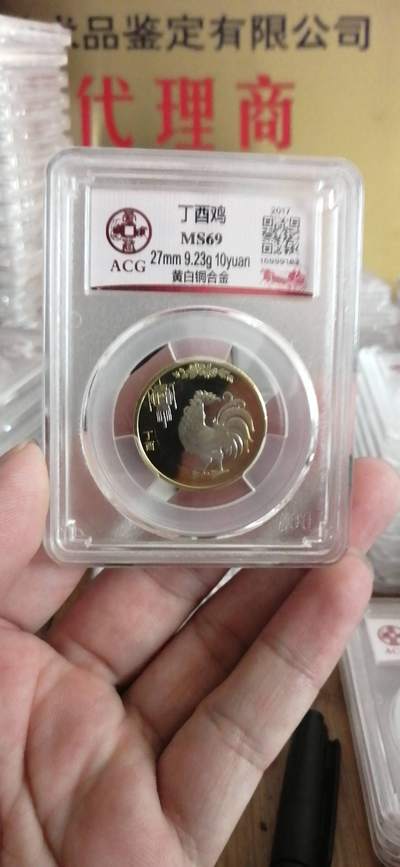 品鉴定有限公司
代理商
丁酉鸡
MS69
27mm 9.23g 10yuan
黄白铜合金
2017
ACG
丁酉
ACG